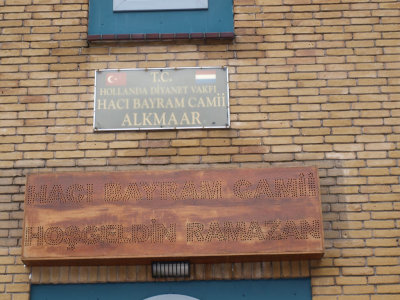 T.C.
HOLLANDA DİYANET VAKFI
HACI BAYRAM CAMİİ
ALKMAAR
HACI BAYRAM CAMİİ
HOŞGELDİN RAMAZAN